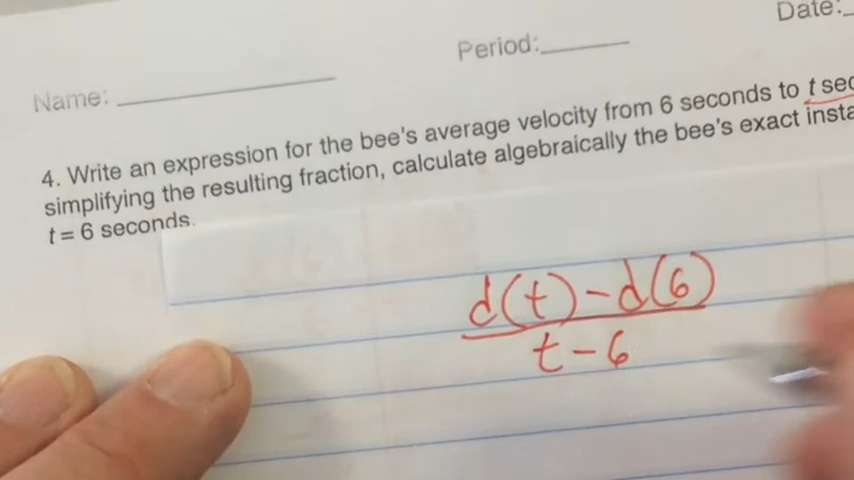 Date:
Period:
Name:
4. Write an expression for the bee's average velocity from 6 seconds to t sec
simplifying the resulting fraction, calculate algebraically the bee's exact insta
t = 6 seconds.
d(t) - d(6)
t - 6